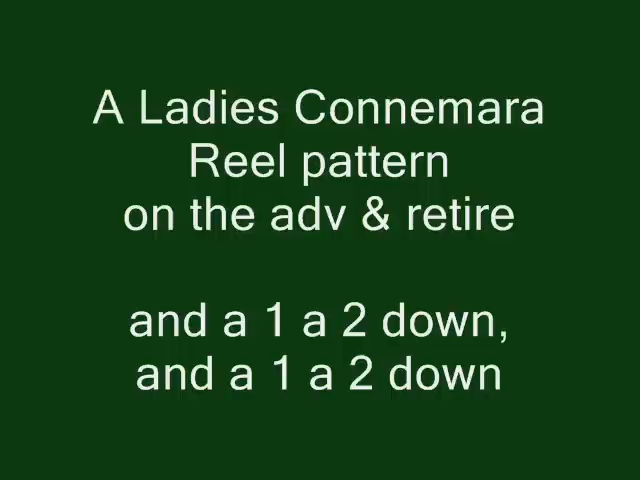 A Ladies Connemara
Reel pattern
on the adv & retire
and a 1 a 2 down,
and a 1 a 2 down